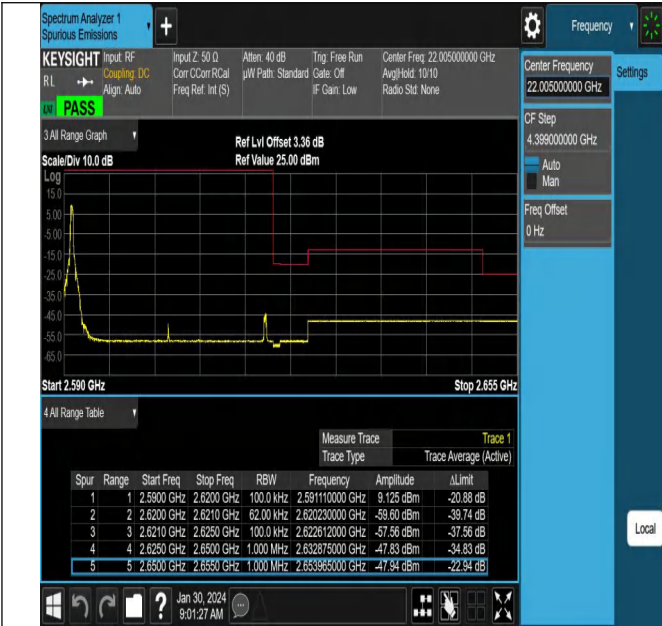 Spectrum Analyzer 1
Spurious Emissions
+
Frequency
KEYSIGHT Input: RF Input Z: 50 Ω Atten: 40 dB Trig: Free Run Center Freq: 22.005000000 GHz
RL Coupling: DC Corr CCorr RCal µW Path: Standard Gate: Off Avg|Hold: 10/10
Align: Auto Freq Ref: Int (S) IF Gain: Low Radio Std: None
LXI PASS
Center Frequency
22.005000000 GHz
Settings
CF Step
4.399000000 GHz
Auto
Man
Freq Offset
0 Hz
3 All Range Graph
Ref Lvl Offset 3.36 dB
Scale/Div 10.0 dB Ref Value 25.00 dBm
Log
15.0
5.00
-5.00
-15.0
-25.0
-35.0
-45.0
-55.0
-65.0
Start 2.590 GHz Stop 2.655 GHz
4 All Range Table
Measure Trace Trace 1
Trace Type Trace Average (Active)
Spur Range Start Freq Stop Freq RBW Frequency Amplitude ΔLimit
1 1 2.5900 GHz 2.6200 GHz 100.0 kHz 2.591110000 GHz 9.125 dBm -20.88 dB
2 2 2.6200 GHz 2.6210 GHz 62.00 kHz 2.620230000 GHz -59.60 dBm -39.74 dB
3 3 2.6210 GHz 2.6250 GHz 100.0 kHz 2.622612000 GHz -57.56 dBm -37.56 dB
4 4 2.6250 GHz 2.6500 GHz 1.000 MHz 2.632875000 GHz -47.83 dBm -34.83 dB
5 5 2.6500 GHz 2.6550 GHz 1.000 MHz 2.653965000 GHz -47.94 dBm -22.94 dB
Local
? Jan 30, 2024
9:01:27 AM